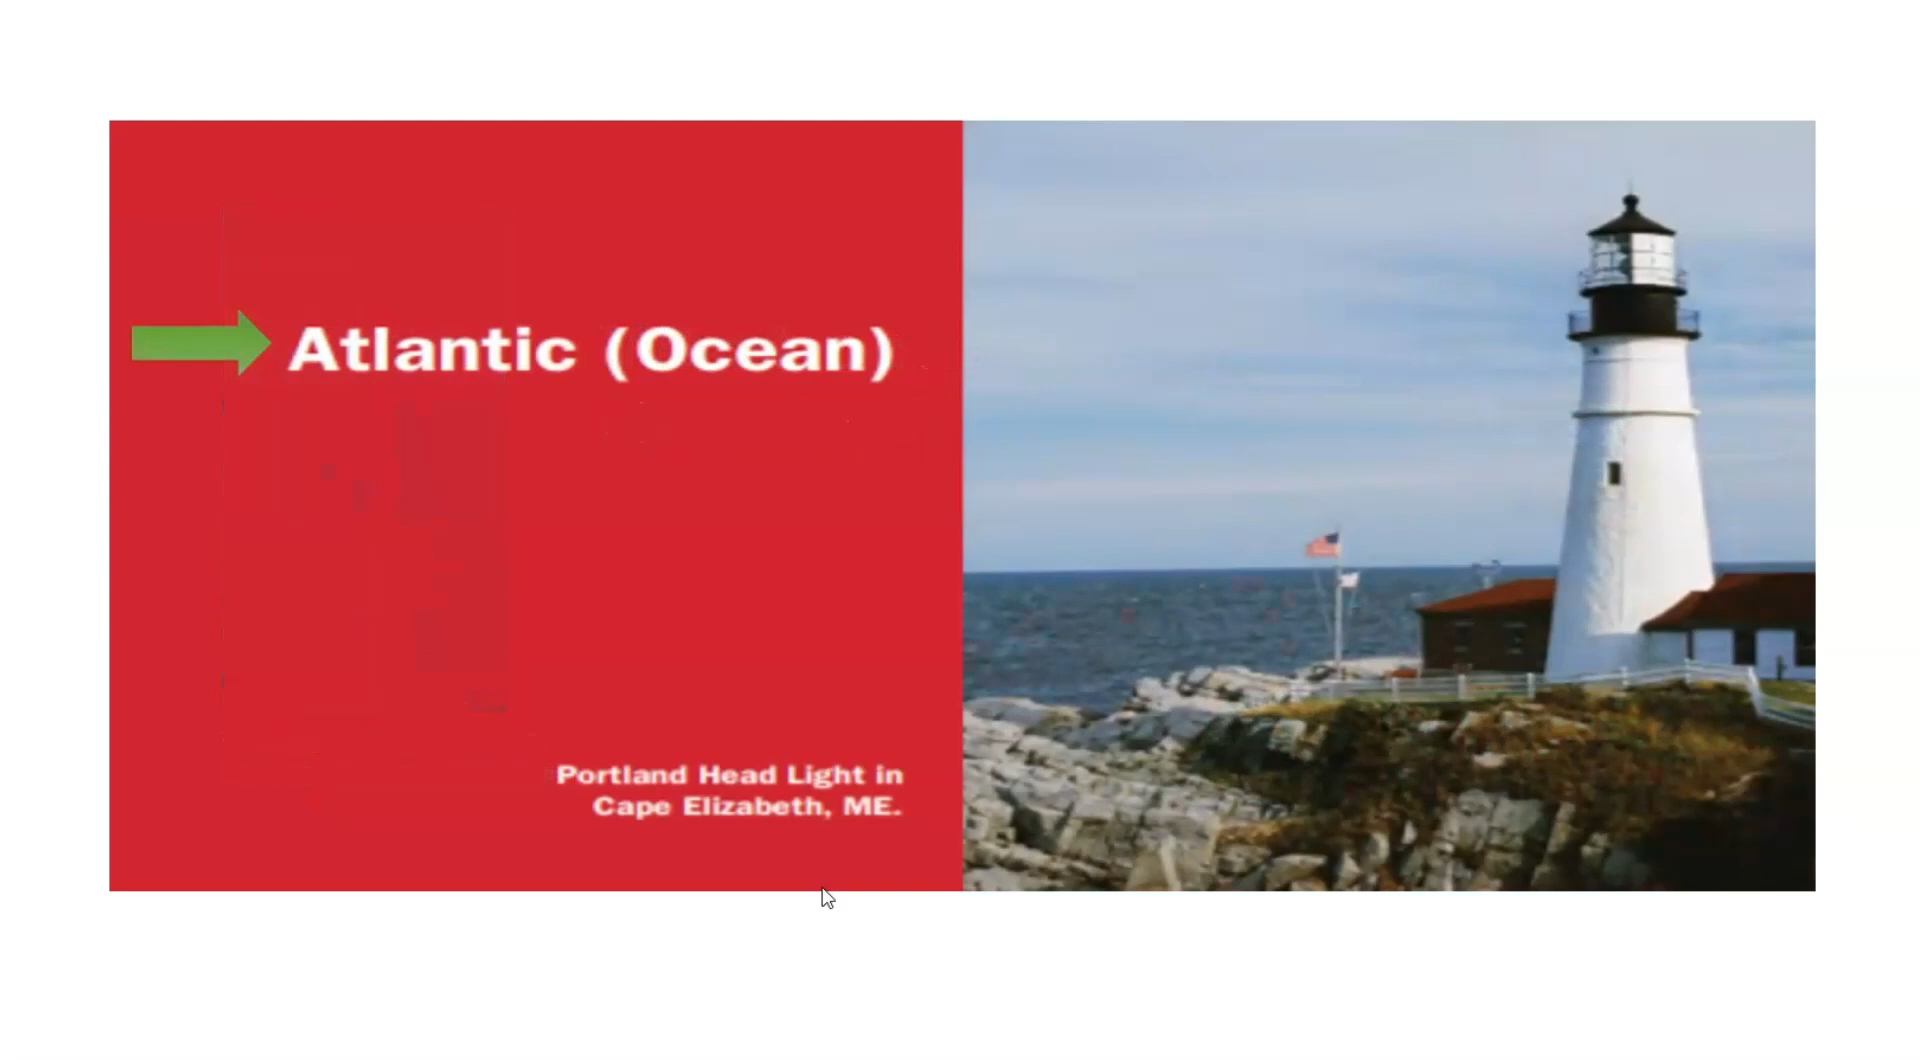 Atlantic (Ocean)
Portland Head Light in
Cape Elizabeth, ME.